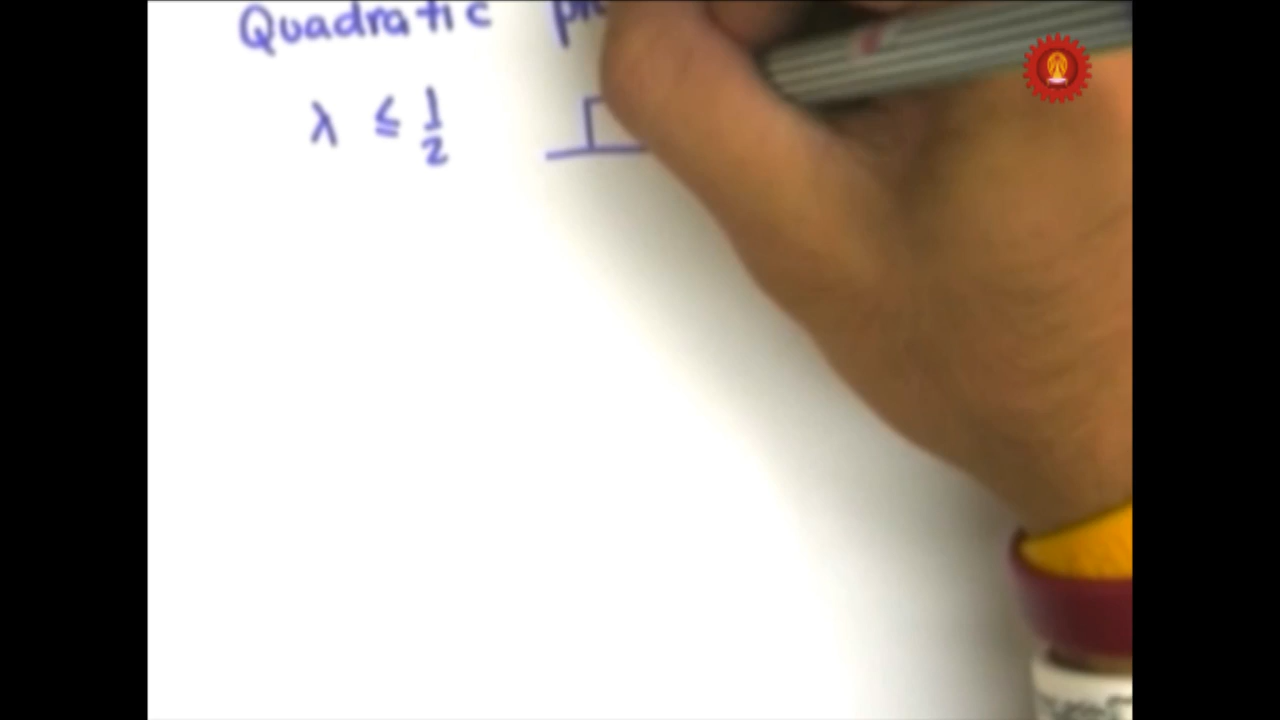 Quadratic
λ ≤ 1/2